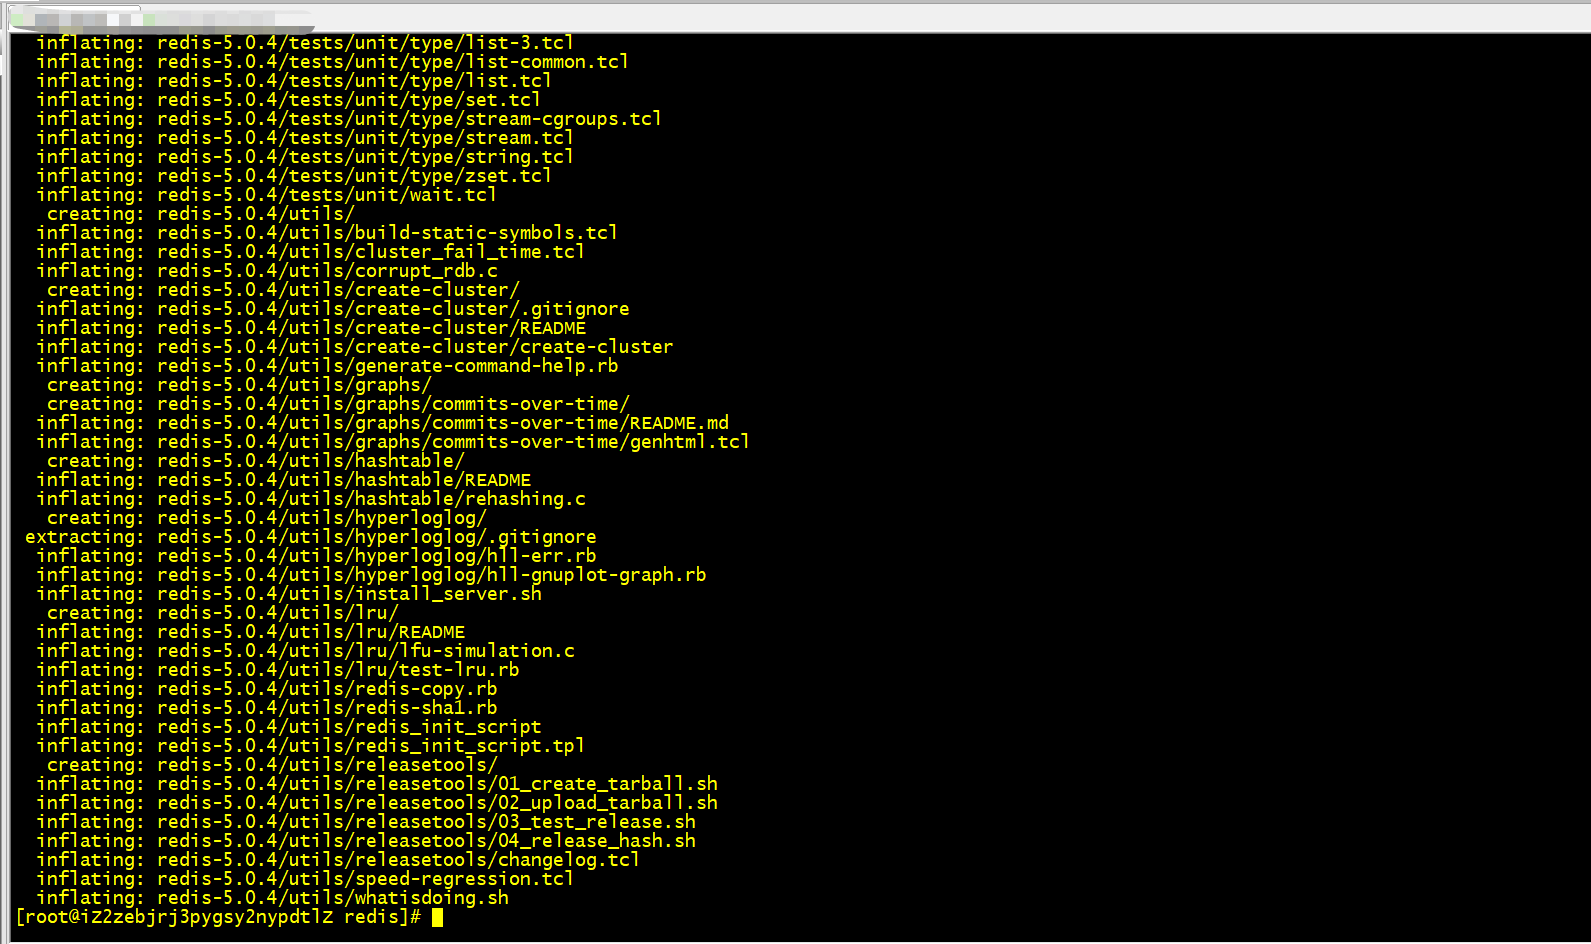 inflating: redis-5.0.4/tests/unit/type/list-3.tcl
inflating: redis-5.0.4/tests/unit/type/list-common.tcl
inflating: redis-5.0.4/tests/unit/type/list.tcl
inflating: redis-5.0.4/tests/unit/type/set.tcl
inflating: redis-5.0.4/tests/unit/type/stream-cgroups.tcl
inflating: redis-5.0.4/tests/unit/type/stream.tcl
inflating: redis-5.0.4/tests/unit/type/string.tcl
inflating: redis-5.0.4/tests/unit/type/zset.tcl
inflating: redis-5.0.4/tests/unit/wait.tcl
creating: redis-5.0.4/utils/
inflating: redis-5.0.4/utils/build-static-symbols.tcl
inflating: redis-5.0.4/utils/cluster_fail_time.tcl
inflating: redis-5.0.4/utils/corrupt_rdb.c
creating: redis-5.0.4/utils/create-cluster/
inflating: redis-5.0.4/utils/create-cluster/.gitignore
inflating: redis-5.0.4/utils/create-cluster/README
inflating: redis-5.0.4/utils/create-cluster/create-cluster
inflating: redis-5.0.4/utils/generate-command-help.rb
creating: redis-5.0.4/utils/graphs/
creating: redis-5.0.4/utils/graphs/commits-over-time/
inflating: redis-5.0.4/utils/graphs/commits-over-time/README.md
inflating: redis-5.0.4/utils/graphs/commits-over-time/genhtml.tcl
creating: redis-5.0.4/utils/hashtable/
inflating: redis-5.0.4/utils/hashtable/README
inflating: redis-5.0.4/utils/hashtable/rehashing.c
creating: redis-5.0.4/utils/hyperloglog/
extracting: redis-5.0.4/utils/hyperloglog/.gitignore
inflating: redis-5.0.4/utils/hyperloglog/hll-err.rb
inflating: redis-5.0.4/utils/hyperloglog/hll-gnuplot-graph.rb
inflating: redis-5.0.4/utils/install_server.sh
creating: redis-5.0.4/utils/lru/
inflating: redis-5.0.4/utils/lru/README
inflating: redis-5.0.4/utils/lru/lfu-simulation.c
inflating: redis-5.0.4/utils/lru/test-lru.rb
inflating: redis-5.0.4/utils/redis-copy.rb
inflating: redis-5.0.4/utils/redis-sha1.rb
inflating: redis-5.0.4/utils/redis_init_script
inflating: redis-5.0.4/utils/redis_init_script.tpl
creating: redis-5.0.4/utils/releasetools/
inflating: redis-5.0.4/utils/releasetools/01_create_tarball.sh
inflating: redis-5.0.4/utils/releasetools/02_upload_tarball.sh
inflating: redis-5.0.4/utils/releasetools/03_test_release.sh
inflating: redis-5.0.4/utils/releasetools/04_release_hash.sh
inflating: redis-5.0.4/utils/releasetools/changelog.tcl
inflating: redis-5.0.4/utils/speed-regression.tcl
inflating: redis-5.0.4/utils/whatisdoing.sh
[root@iZ2zebjrj3pygsy2nypdtlZ redis]#